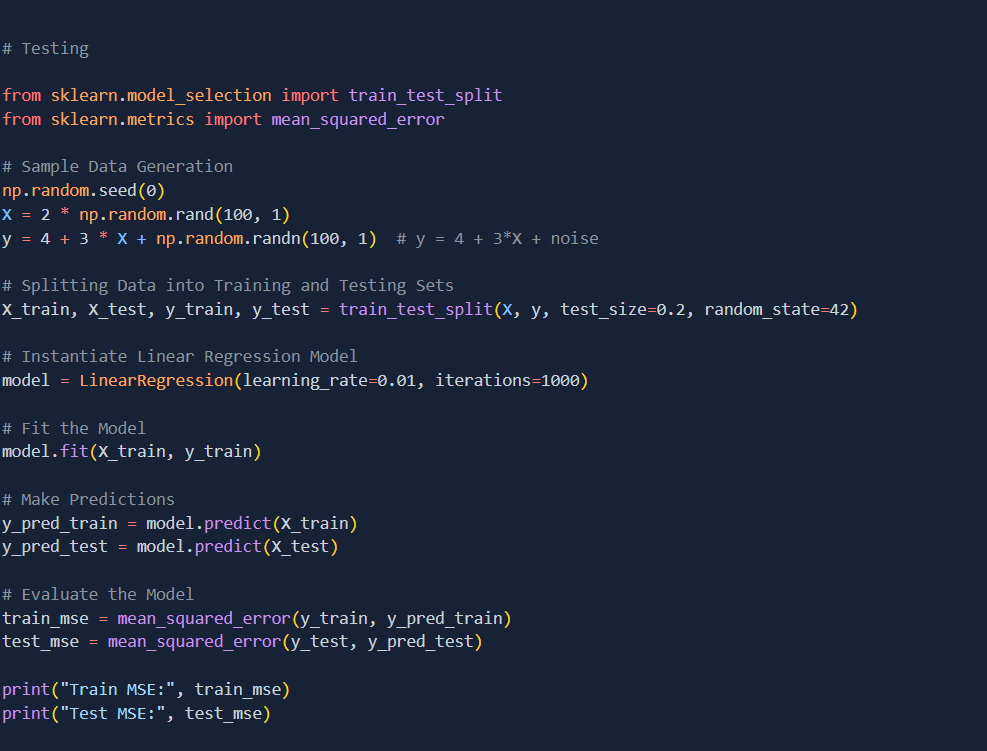 # Testing
from sklearn.model_selection import train_test_split
from sklearn.metrics import mean_squared_error
# Sample Data Generation
np.random.seed(0)
X = 2 * np.random.rand(100, 1)
y = 4 + 3 * X + np.random.randn(100, 1)  # y = 4 + 3*X + noise
# Splitting Data into Training and Testing Sets
X_train, X_test, y_train, y_test = train_test_split(X, y, test_size=0.2, random_state=42)
# Instantiate Linear Regression Model
model = LinearRegression(learning_rate=0.01, iterations=1000)
# Fit the Model
model.fit(X_train, y_train)
# Make Predictions
y_pred_train = model.predict(X_train)
y_pred_test = model.predict(X_test)
# Evaluate the Model
train_mse = mean_squared_error(y_train, y_pred_train)
test_mse = mean_squared_error(y_test, y_pred_test)
print("Train MSE:", train_mse)
print("Test MSE:", test_mse)